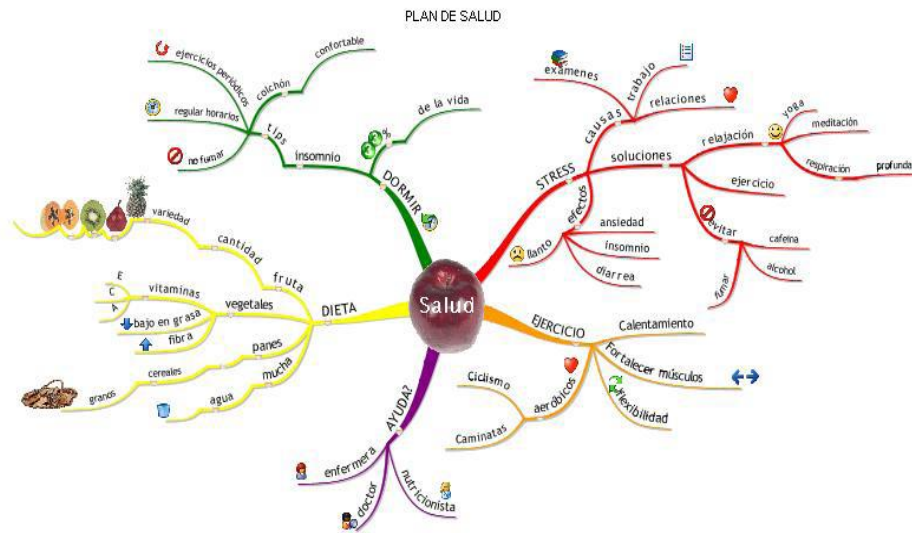 PLAN DE SALUD
Salud
STRESS
causas
exámenes
trabajo
relaciones
soluciones
relajación
yoga
meditación
respiración
profunda
ejercicio
evitar
cafeína
alcohol
fumar
efectos
ansiedad
insomnio
diarrea
llanto
EJERCICIO
Calentamiento
Fortalecer músculos
flexibilidad
aeróbicos
Ciclismo
Caminatas
AYUDA?
nutricionista
doctor
enfermera
DIETA
fruta
cantidad
variedad
vegetales
vitaminas
E
C
A
bajo en grasa
fibra
panes
cereales
granos
mucha
agua
DORMIR
%
de la vida
insomnio
tips
colchón
confortable
ejercicios periódicos
regular horarios
no fumar